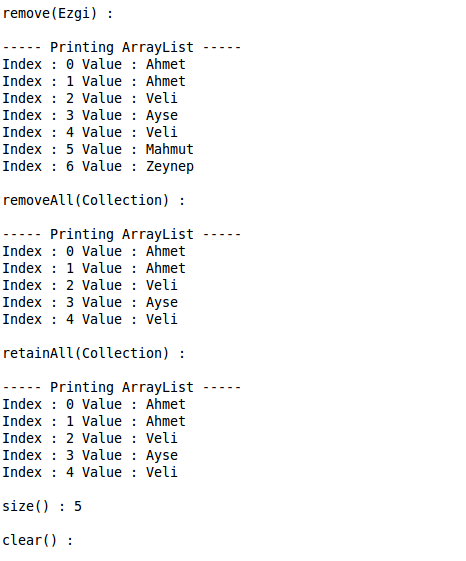 remove(Ezgi) :
----- Printing ArrayList -----
Index : 0 Value : Ahmet
Index : 1 Value : Ahmet
Index : 2 Value : Veli
Index : 3 Value : Ayse
Index : 4 Value : Veli
Index : 5 Value : Mahmut
Index : 6 Value : Zeynep
removeAll(Collection) :
----- Printing ArrayList -----
Index : 0 Value : Ahmet
Index : 1 Value : Ahmet
Index : 2 Value : Veli
Index : 3 Value : Ayse
Index : 4 Value : Veli
retainAll(Collection) :
----- Printing ArrayList -----
Index : 0 Value : Ahmet
Index : 1 Value : Ahmet
Index : 2 Value : Veli
Index : 3 Value : Ayse
Index : 4 Value : Veli
size() : 5
clear() :